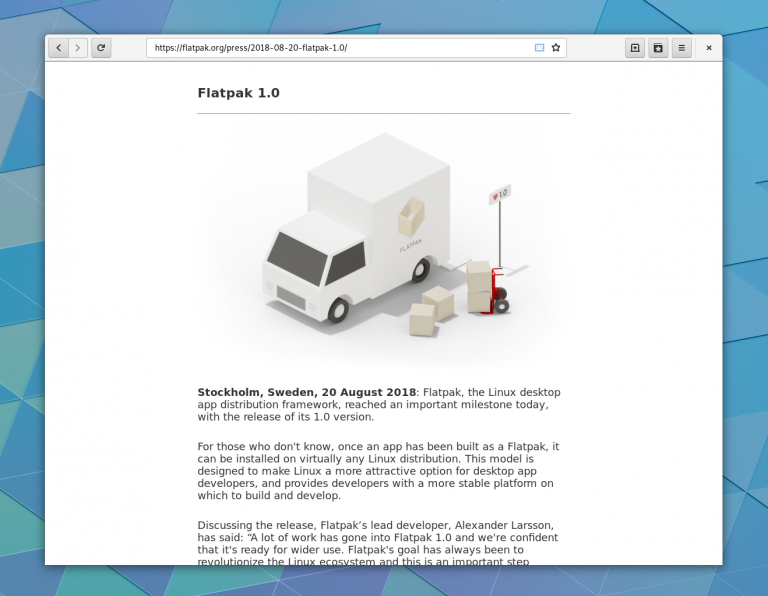 https://flatpak.org/press/2018-08-20-flatpak-1.0/
Flatpak 1.0
1.0
FLATPAK
Stockholm, Sweden, 20 August 2018: Flatpak, the Linux desktop
app distribution framework, reached an important milestone today,
with the release of its 1.0 version.
For those who don't know, once an app has been built as a Flatpak, it
can be installed on virtually any Linux distribution. This model is
designed to make Linux a more attractive option for desktop app
developers, and provides developers with a more stable platform on
which to build and develop.
Discussing the release, Flatpak’s lead developer, Alexander Larsson,
has said: “A lot of work has gone into Flatpak 1.0 and we're confident
that it's ready for wider use. Flatpak's goal has always been to
revolutionize the Linux ecosystem and this is an important step